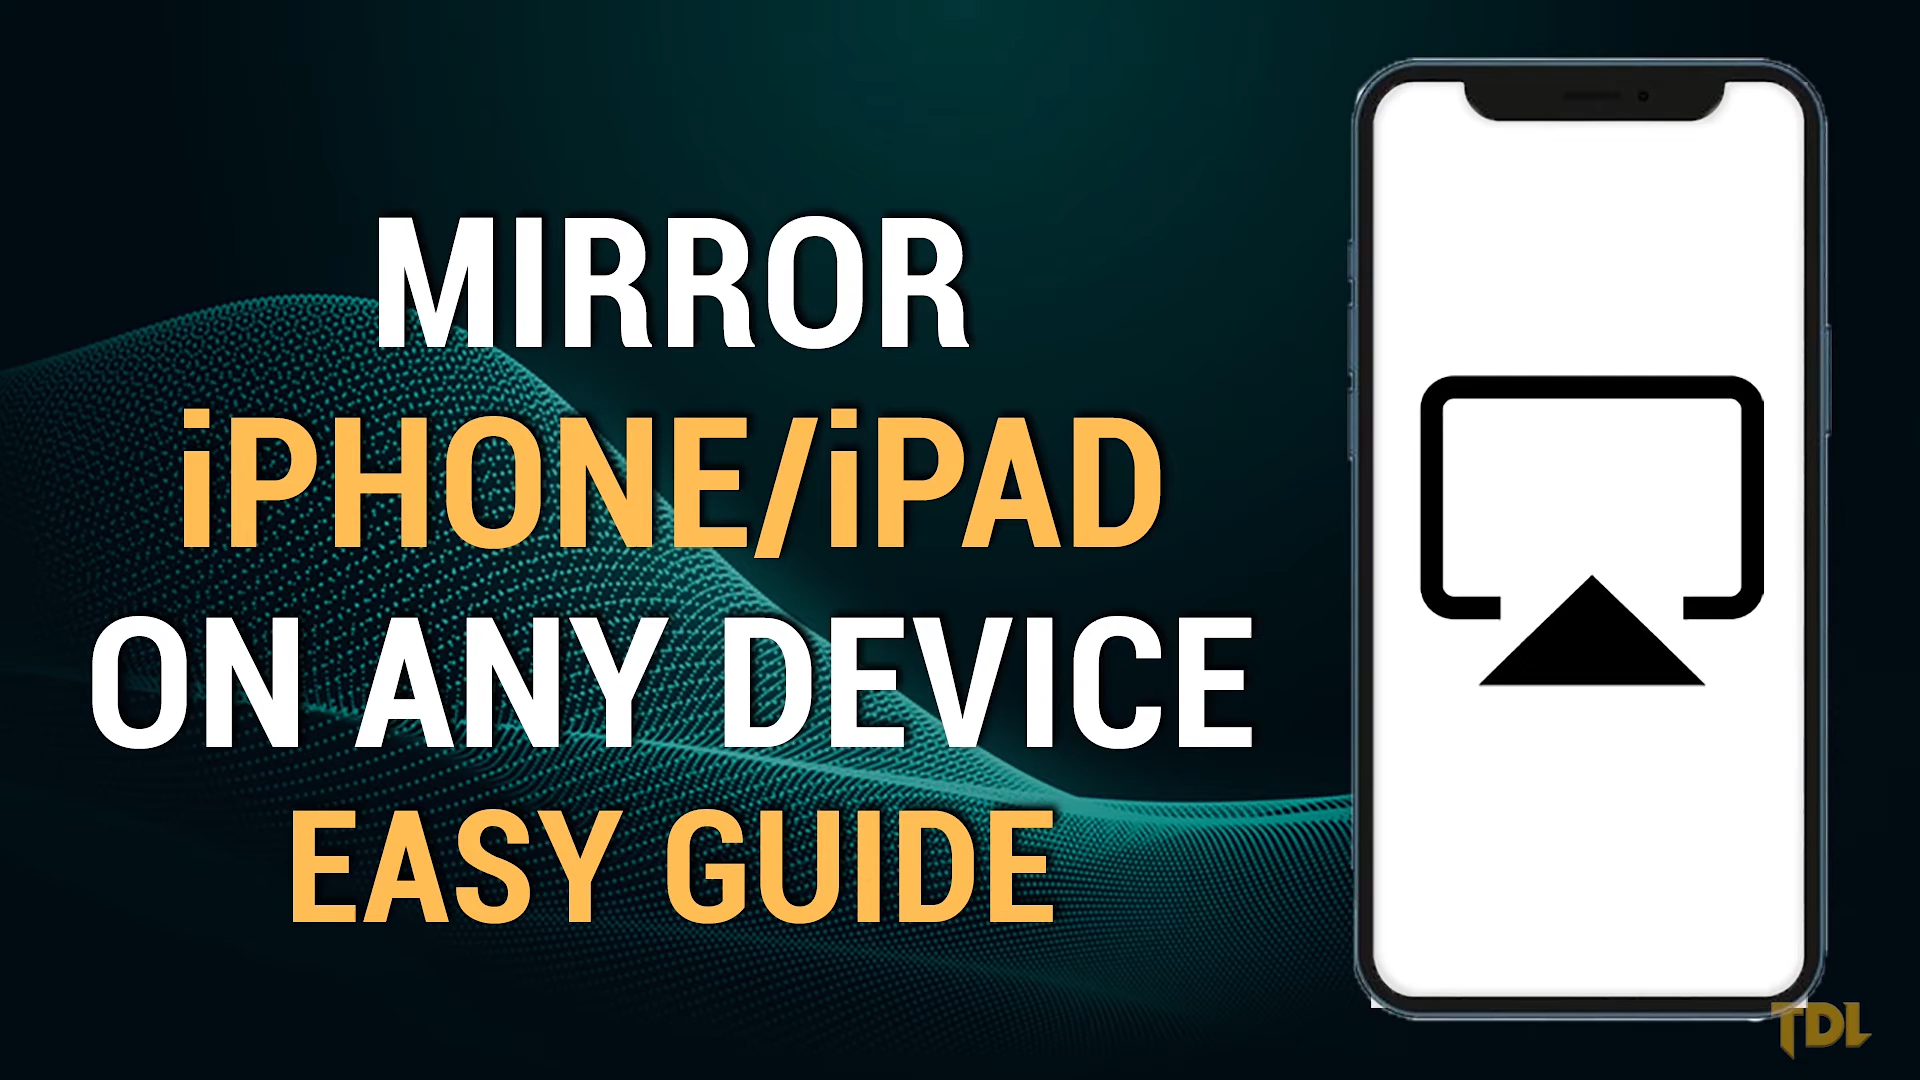 MIRROR
iPHONE/iPAD
ON ANY DEVICE
EASY GUIDE
TDL